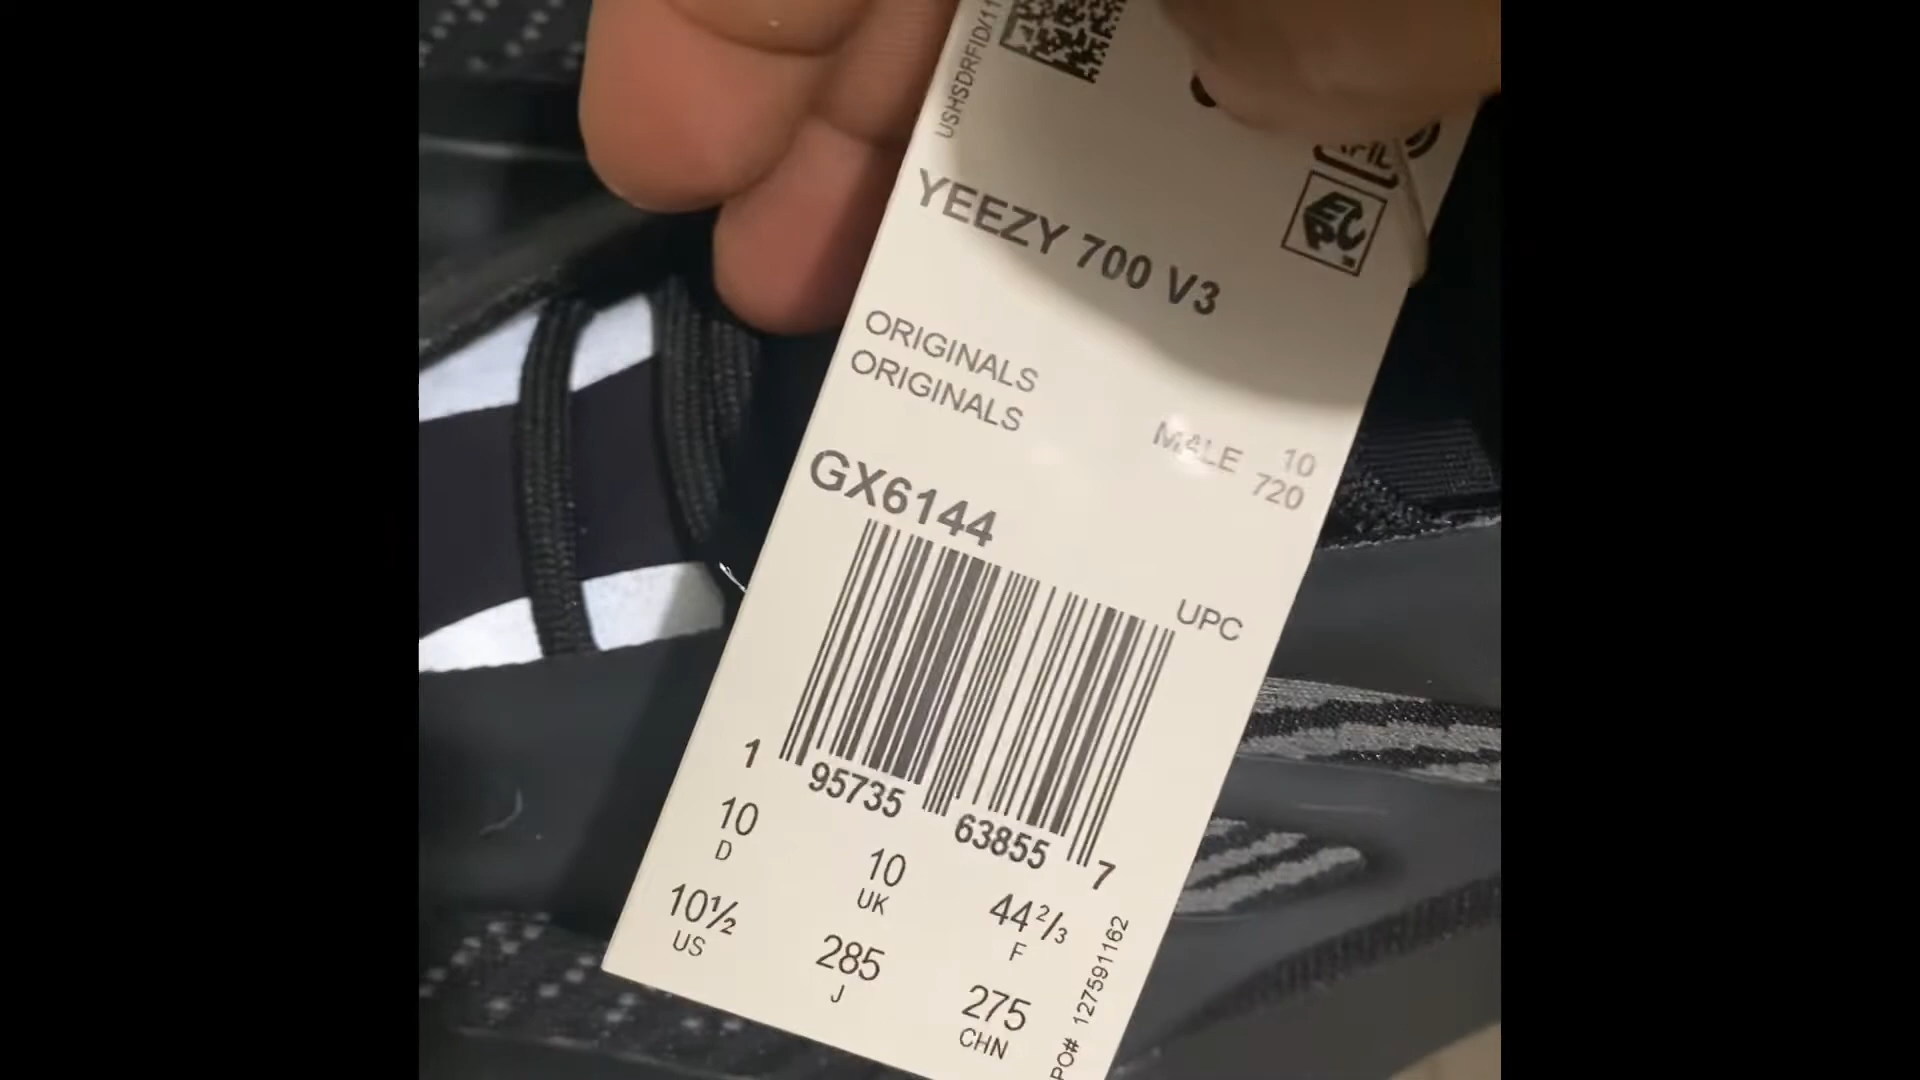 USHSDRFID/11
YEEZY 700 V3
ORIGINALS
ORIGINALS
MALE 10
720
GX6144
UPC
1 95735 63855 7
10 10 44 2/3
D UK F
10½ 285 275
US J CHN
PO# 127591162